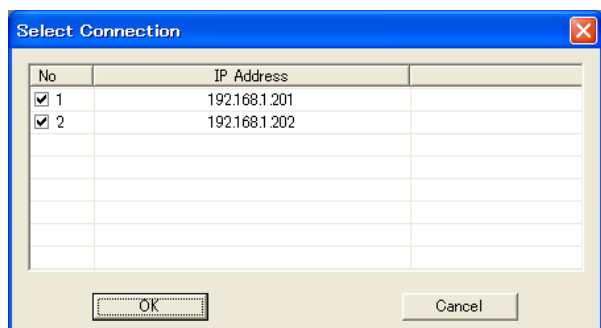 Select Connection
No IP Address
1 192.168.1.201
2 192.168.1.202
OK Cancel